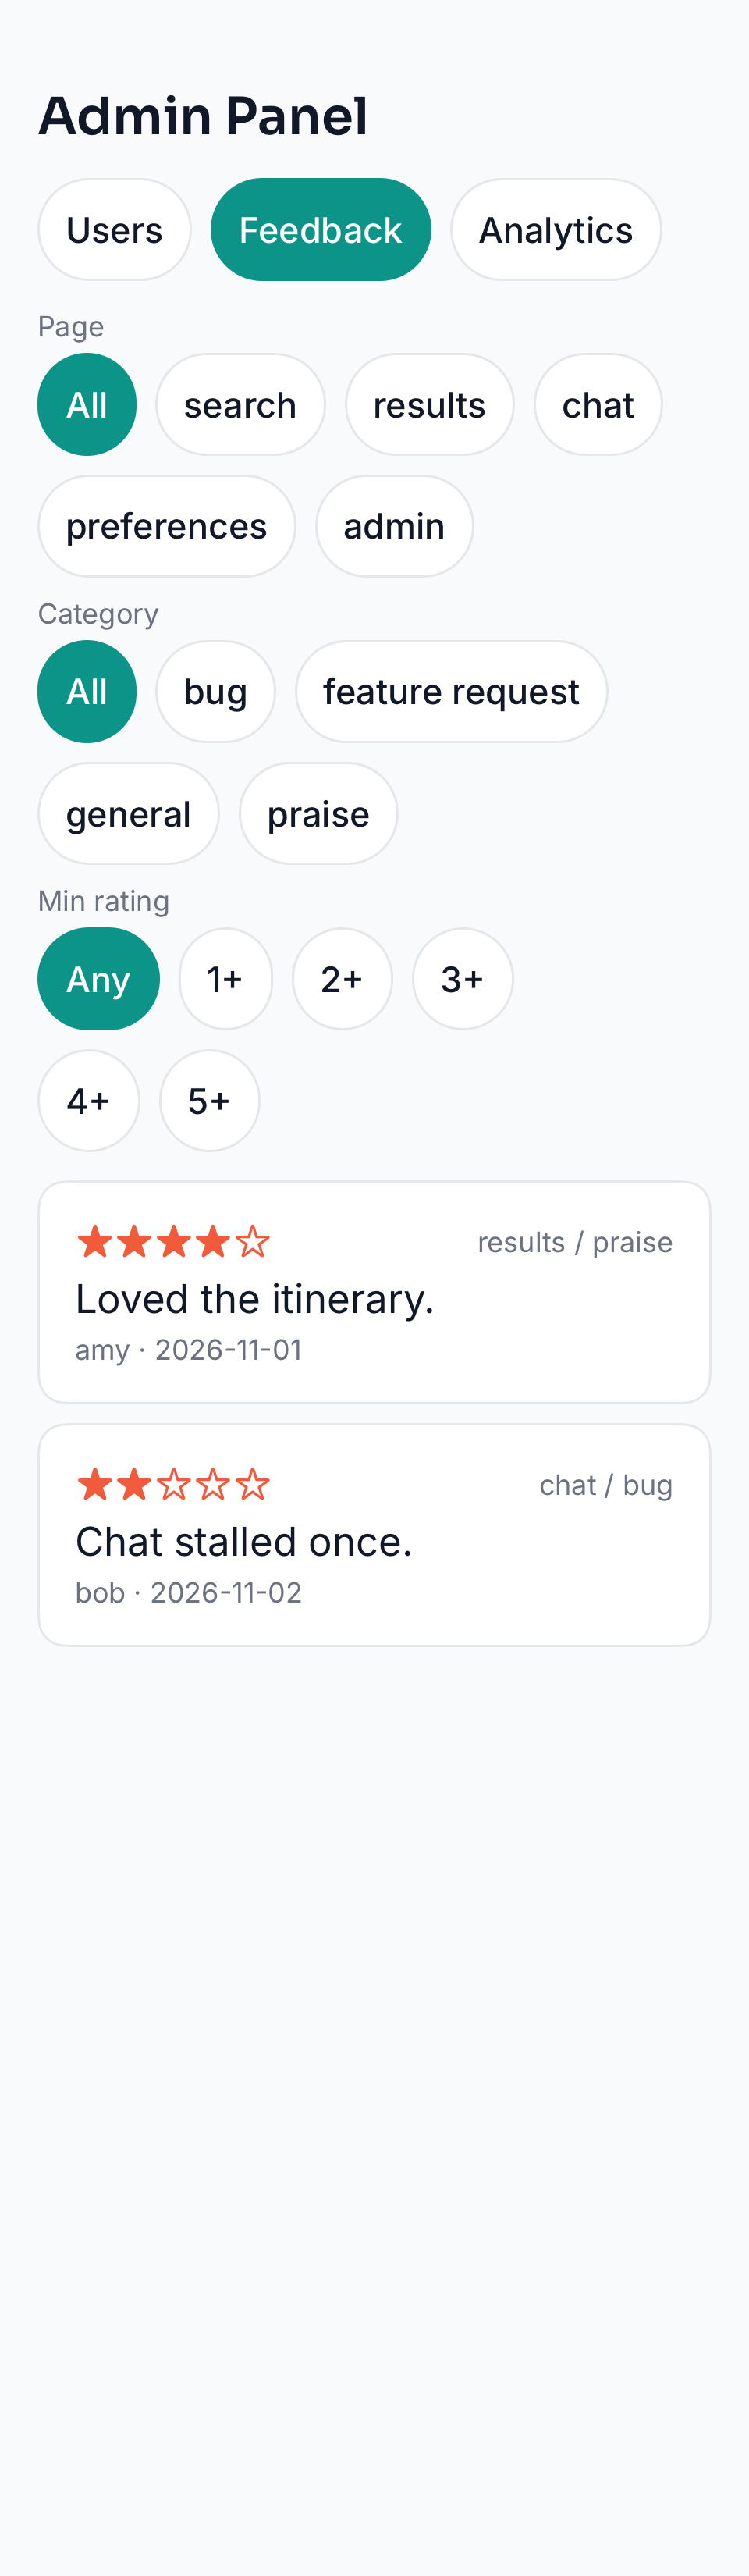 Admin Panel
Users Feedback Analytics
Page
All search results chat
preferences admin
Category
All bug feature request
general praise
Min rating
Any 1+ 2+ 3+
4+ 5+
★★★★☆ results / praise
Loved the itinerary.
amy · 2026-11-01
★★☆☆☆ chat / bug
Chat stalled once.
bob · 2026-11-02